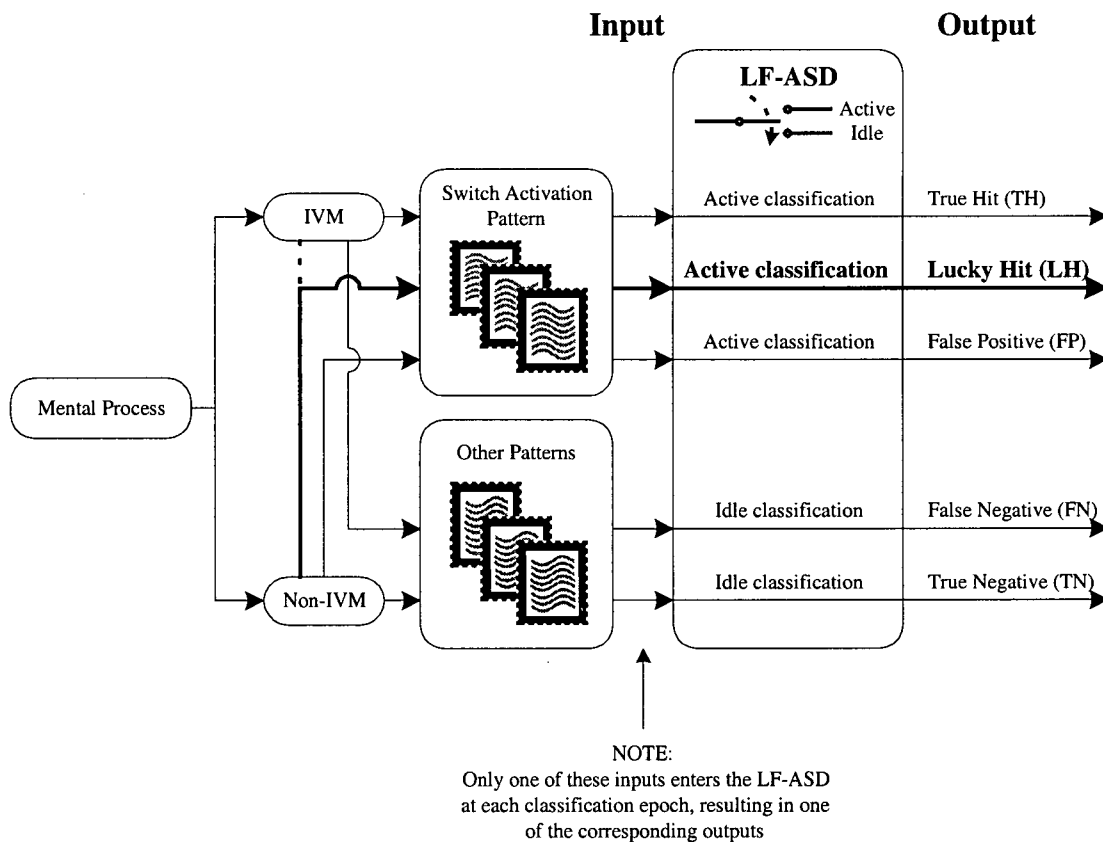 Input
Output
LF-ASD
Active
Idle
Switch Activation
Pattern
IVM
Active classification
True Hit (TH)
Active classification
Lucky Hit (LH)
Active classification
False Positive (FP)
Mental Process
Other Patterns
Idle classification
False Negative (FN)
Non-IVM
Idle classification
True Negative (TN)
NOTE:
Only one of these inputs enters the LF-ASD
at each classification epoch, resulting in one
of the corresponding outputs